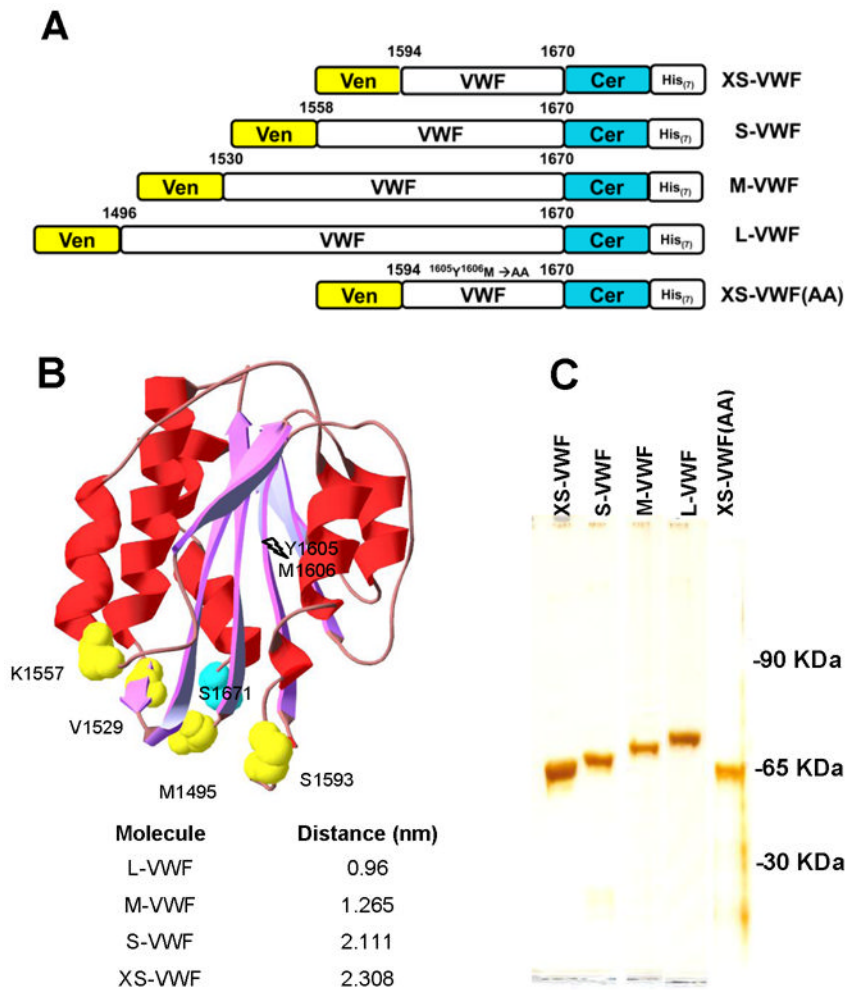 A
1594 1670
Ven VWF Cer His(7) XS-VWF
1558 1670
Ven VWF Cer His(7) S-VWF
1530 1670
Ven VWF Cer His(7) M-VWF
1496 1670
Ven VWF Cer His(7) L-VWF
1594 1605Y1606M →AA 1670
Ven VWF Cer His(7) XS-VWF(AA)
B
Y1605
M1606
K1557
S1671
V1529
S1593
M1495
Molecule Distance (nm)
L-VWF 0.96
M-VWF 1.265
S-VWF 2.111
XS-VWF 2.308
C
XS-VWF
S-VWF
M-VWF
L-VWF
XS-VWF(AA)
-90 KDa
-65 KDa
-30 KDa